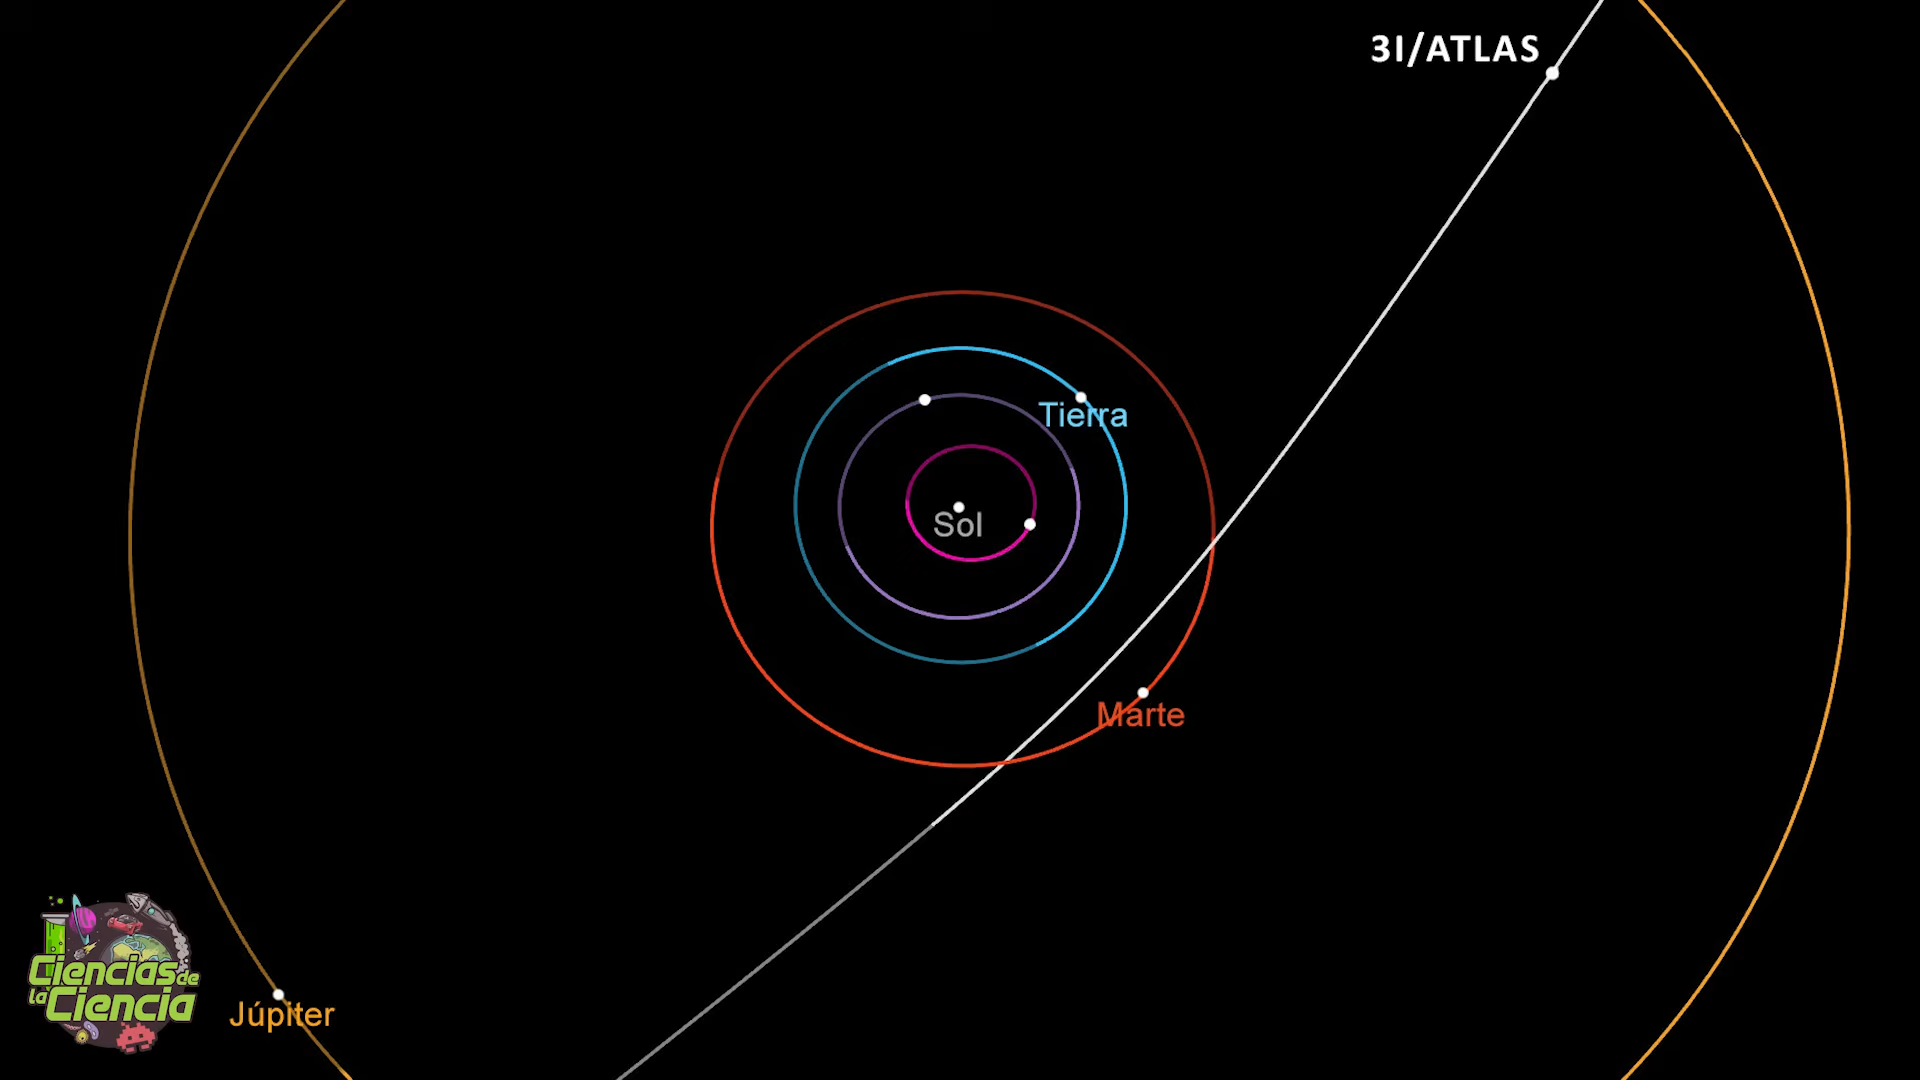 3I/ATLAS
Tierra
Sol
Marte
Ciencias de
la Ciencia
Júpiter